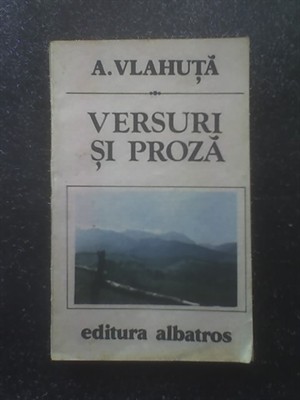 A. VLAHUȚĂ
VERSURI
ȘI PROZĂ
editura albatros